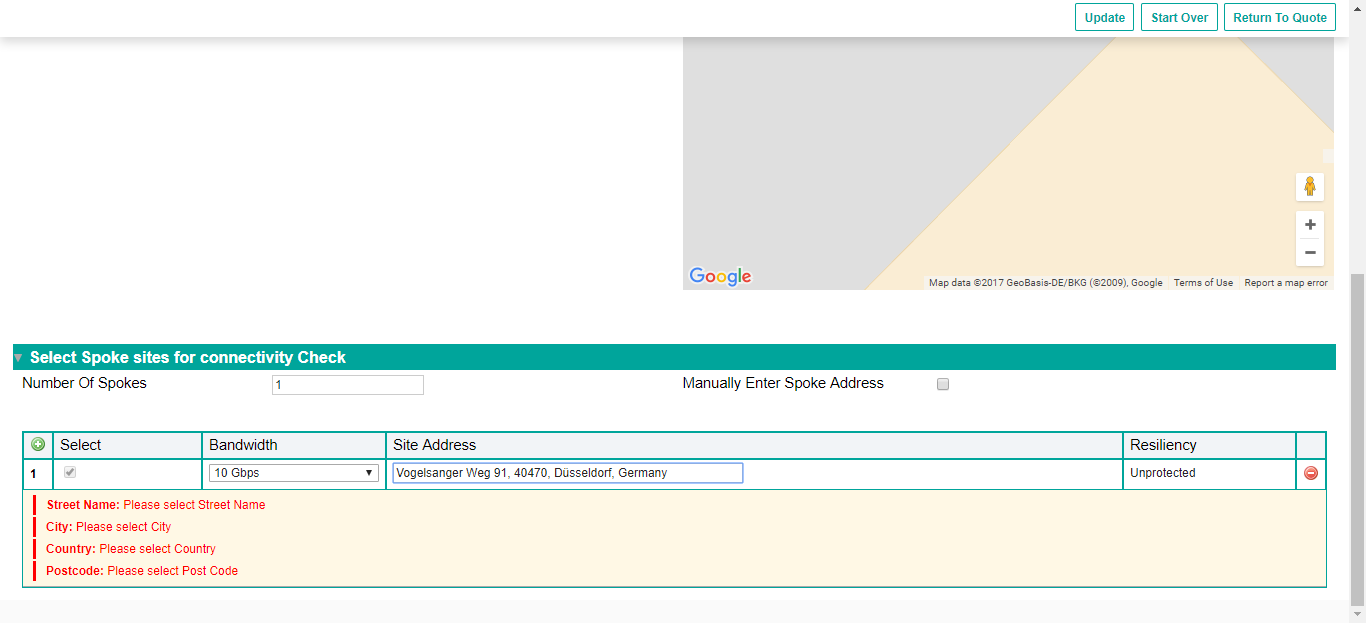 Update Start Over Return To Quote
Google
Map data ©2017 GeoBasis-DE/BKG (©2009), Google Terms of Use Report a map error
Select Spoke sites for connectivity Check
Number Of Spokes 1 Manually Enter Spoke Address
Select Bandwidth Site Address Resiliency
1 10 Gbps Vogelsanger Weg 91, 40470, Düsseldorf, Germany Unprotected
Street Name: Please select Street Name
City: Please select City
Country: Please select Country
Postcode: Please select Post Code